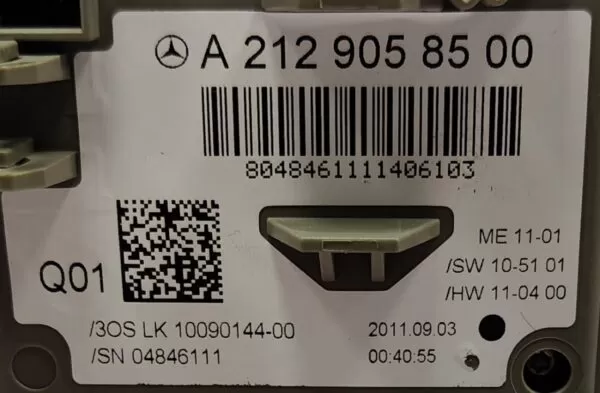 A 212 905 85 00
8048461111406103
ME 11-01
Q01
/SW 10-51 01
/HW 11-04 00
/3OS LK 10090144-00
2011.09.03
/SN 04846111
00:40:55